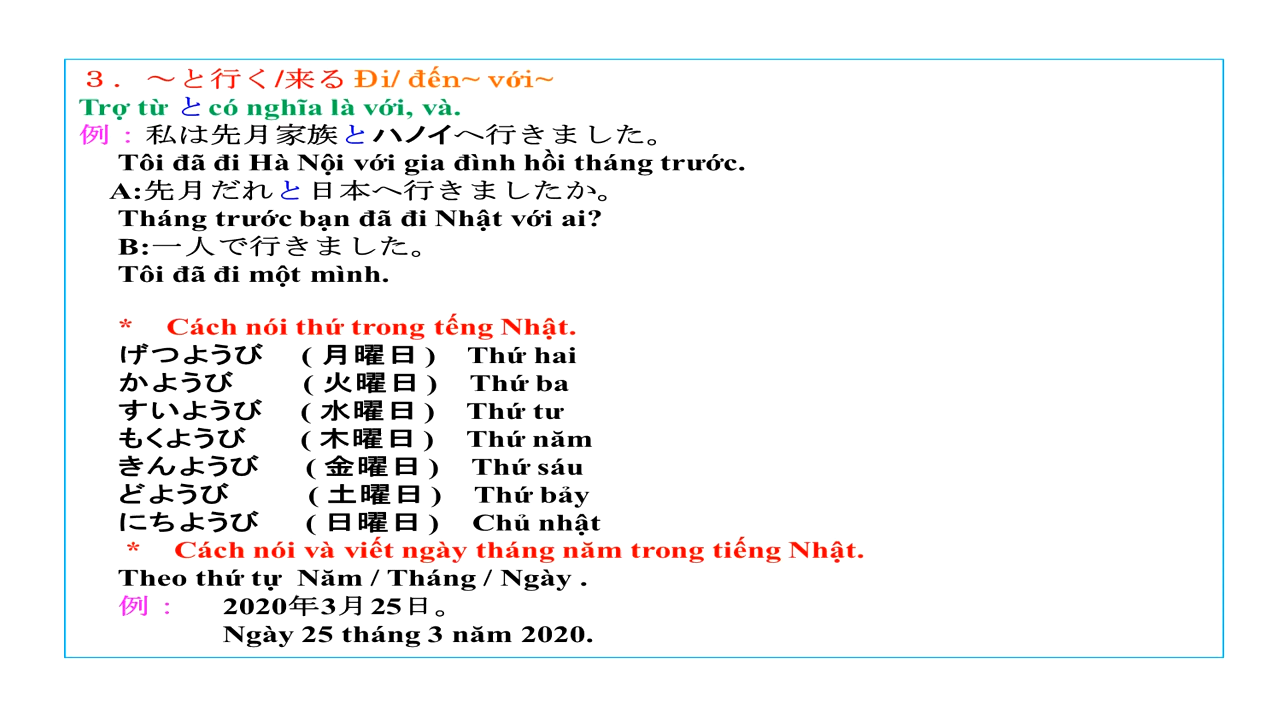 ３． ～と行く/来る Đi/ đến~ với~
Trợ từ と có nghĩa là với, và.
例：私は先月家族とハノイへ行きました。
Tôi đã đi Hà Nội với gia đình hồi tháng trước.
A:先月だれと日本へ行きましたか。
Tháng trước bạn đã đi Nhật với ai?
B:一人で行きました。
Tôi đã đi một mình.
* Cách nói thứ trong tếng Nhật.
げつようび ( 月曜日 ) Thứ hai
かようび ( 火曜日 ) Thứ ba
すいようび ( 水曜日 ) Thứ tư
もくようび ( 木曜日 ) Thứ năm
きんようび ( 金曜日 ) Thứ sáu
どようび ( 土曜日 ) Thứ bảy
にちようび ( 日曜日 ) Chủ nhật
* Cách nói và viết ngày tháng năm trong tiếng Nhật.
Theo thứ tự Năm / Tháng / Ngày .
例： 2020年3月25日。
Ngày 25 tháng 3 năm 2020.